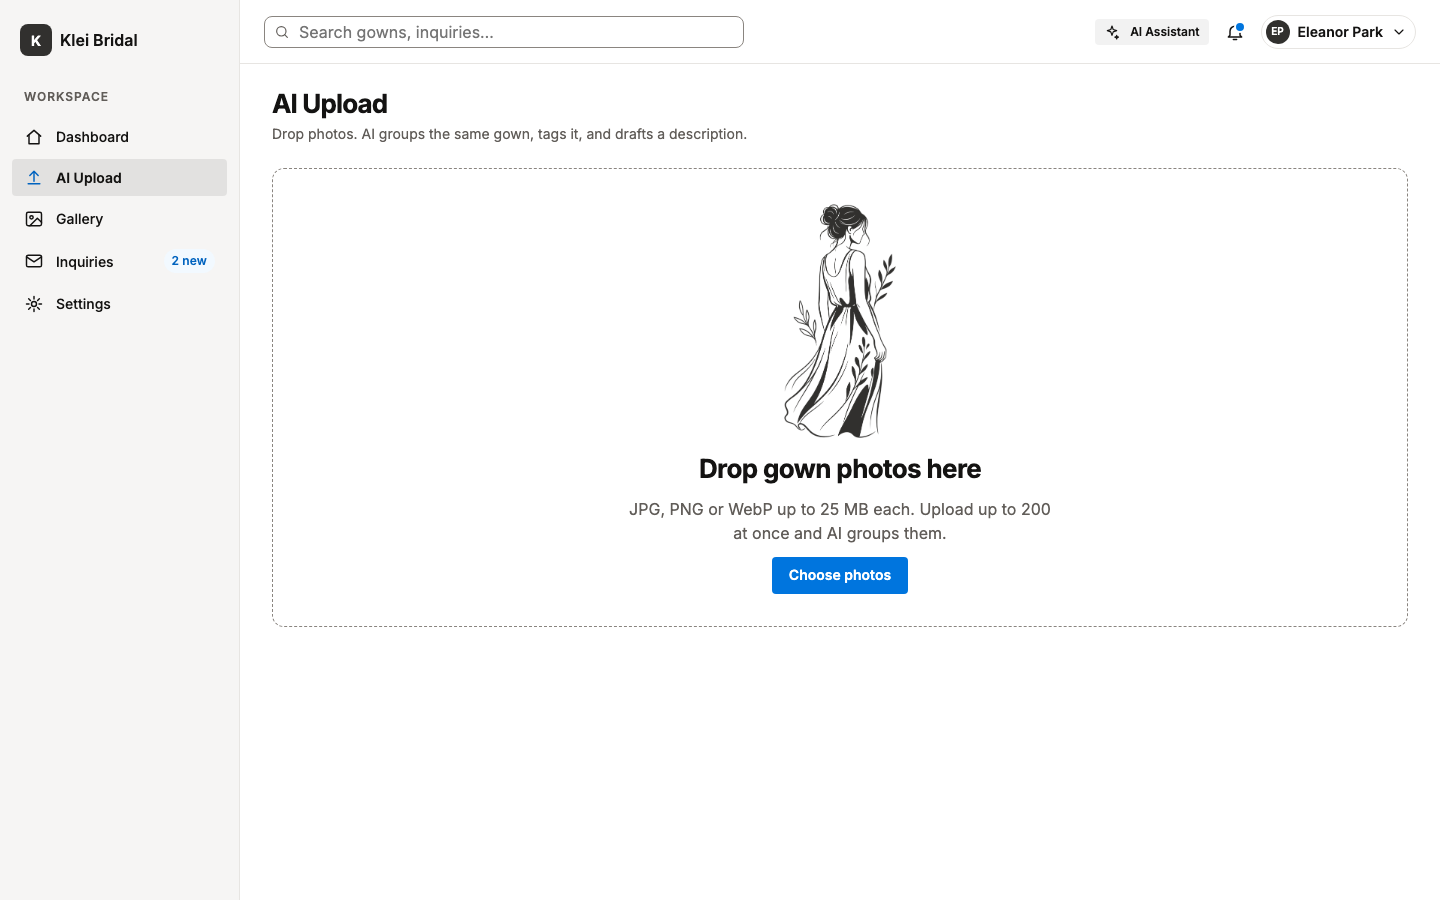 K
Klei Bridal
WORKSPACE
Dashboard
AI Upload
Gallery
Inquiries
2 new
Settings
Search gowns, inquiries...
AI Assistant
EP
Eleanor Park
AI Upload
Drop photos. AI groups the same gown, tags it, and drafts a description.
Drop gown photos here
JPG, PNG or WebP up to 25 MB each. Upload up to 200
at once and AI groups them.
Choose photos